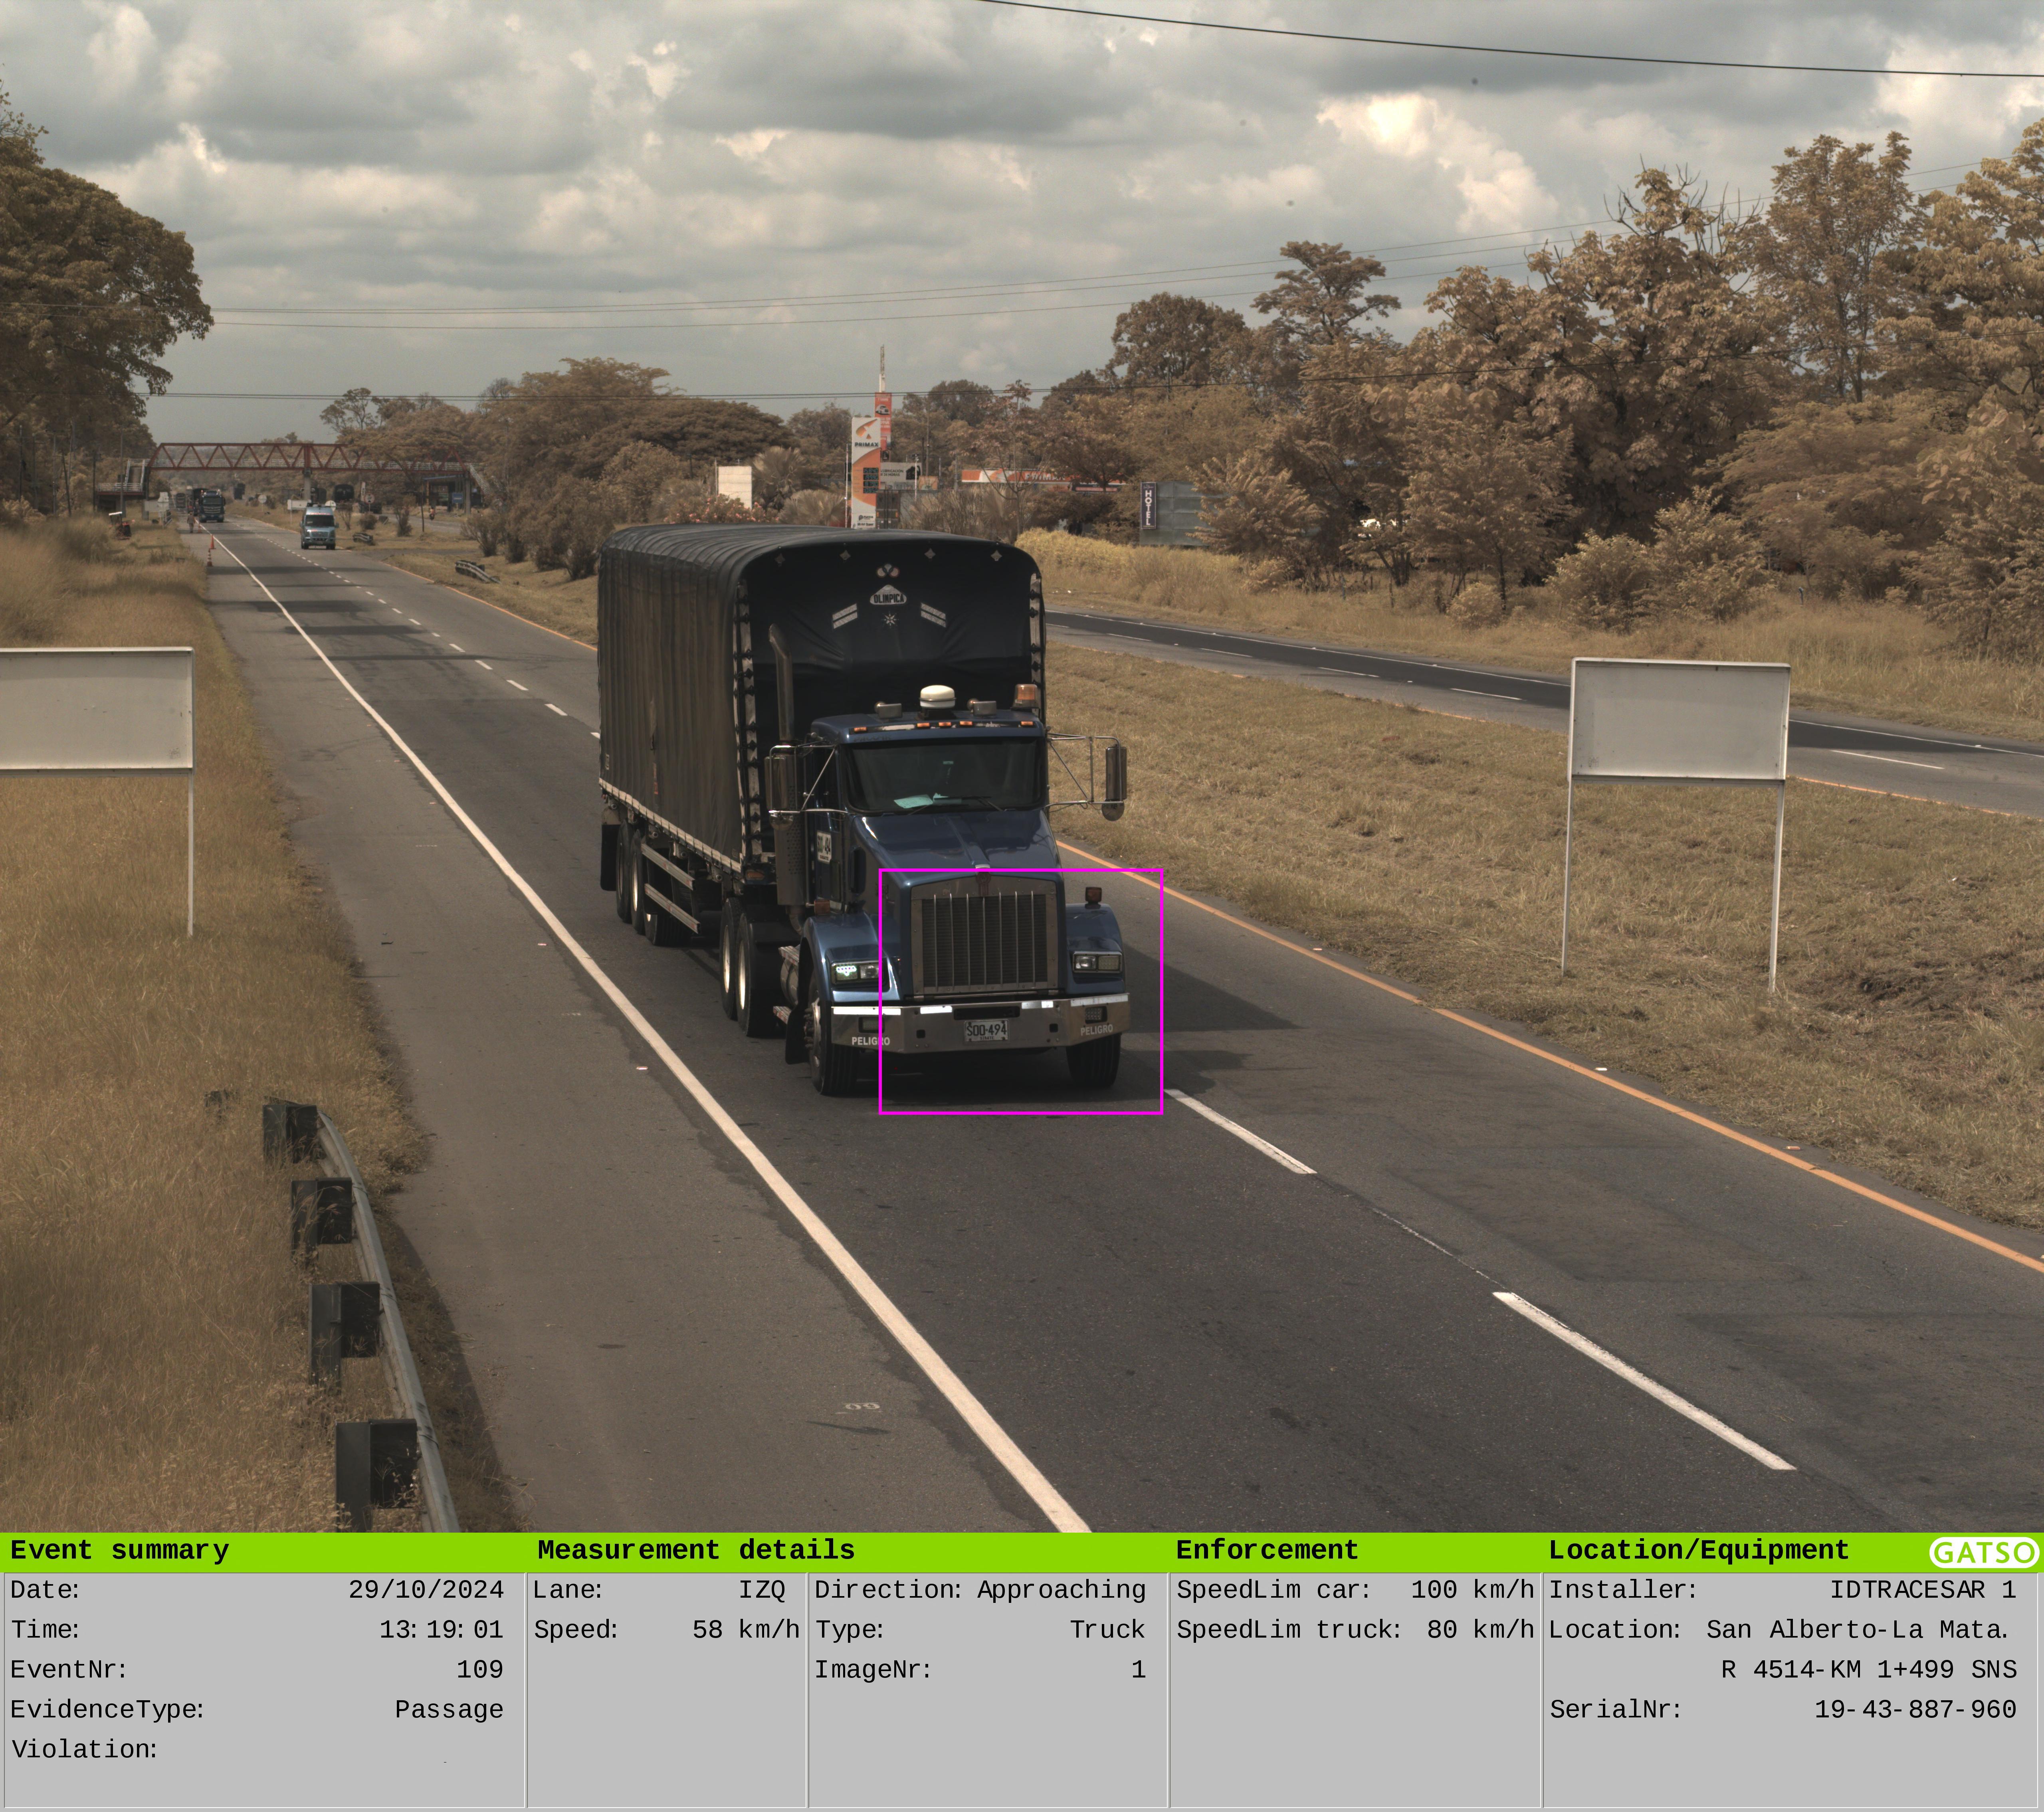 PRIMAX
HOTEL
OLIMPICA
SOD-494
PELIGRO
PELIGRO
Event summary
Measurement details
Enforcement
Location/Equipment
GATSO
Date: 29/10/2024
Lane: IZQ
Direction: Approaching
SpeedLim car: 100 km/h
Installer: IDTRACESAR 1
Time: 13:19:01
Speed: 58 km/h
Type: Truck
SpeedLim truck: 80 km/h
Location: San Alberto-La Mata.
EventNr: 109
ImageNr: 1
R 4514-KM 1+499 SNS
EvidenceType: Passage
SerialNr: 19-43-887-960
Violation: